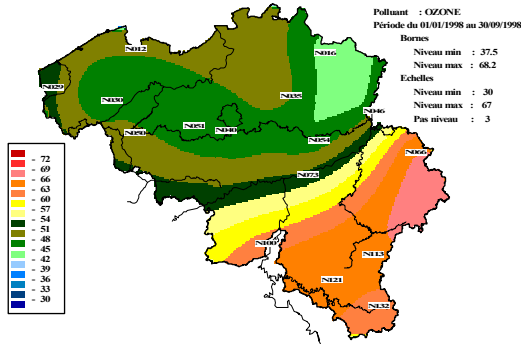 Polluant : OZONE
Période du 01/01/1998 au 30/09/1998
Bornes
Niveau min : 37.5
Niveau max : 68.2
Echelles
Niveau min : 30
Niveau max : 67
Pas niveau : 3
N012
N016
N029
N030
N035
N046
N051
N040
N050
N054
N066
N073
N100
N113
N121
N132
- 72
- 69
- 66
- 63
- 60
- 57
- 54
- 51
- 48
- 45
- 42
- 39
- 36
- 33
- 30